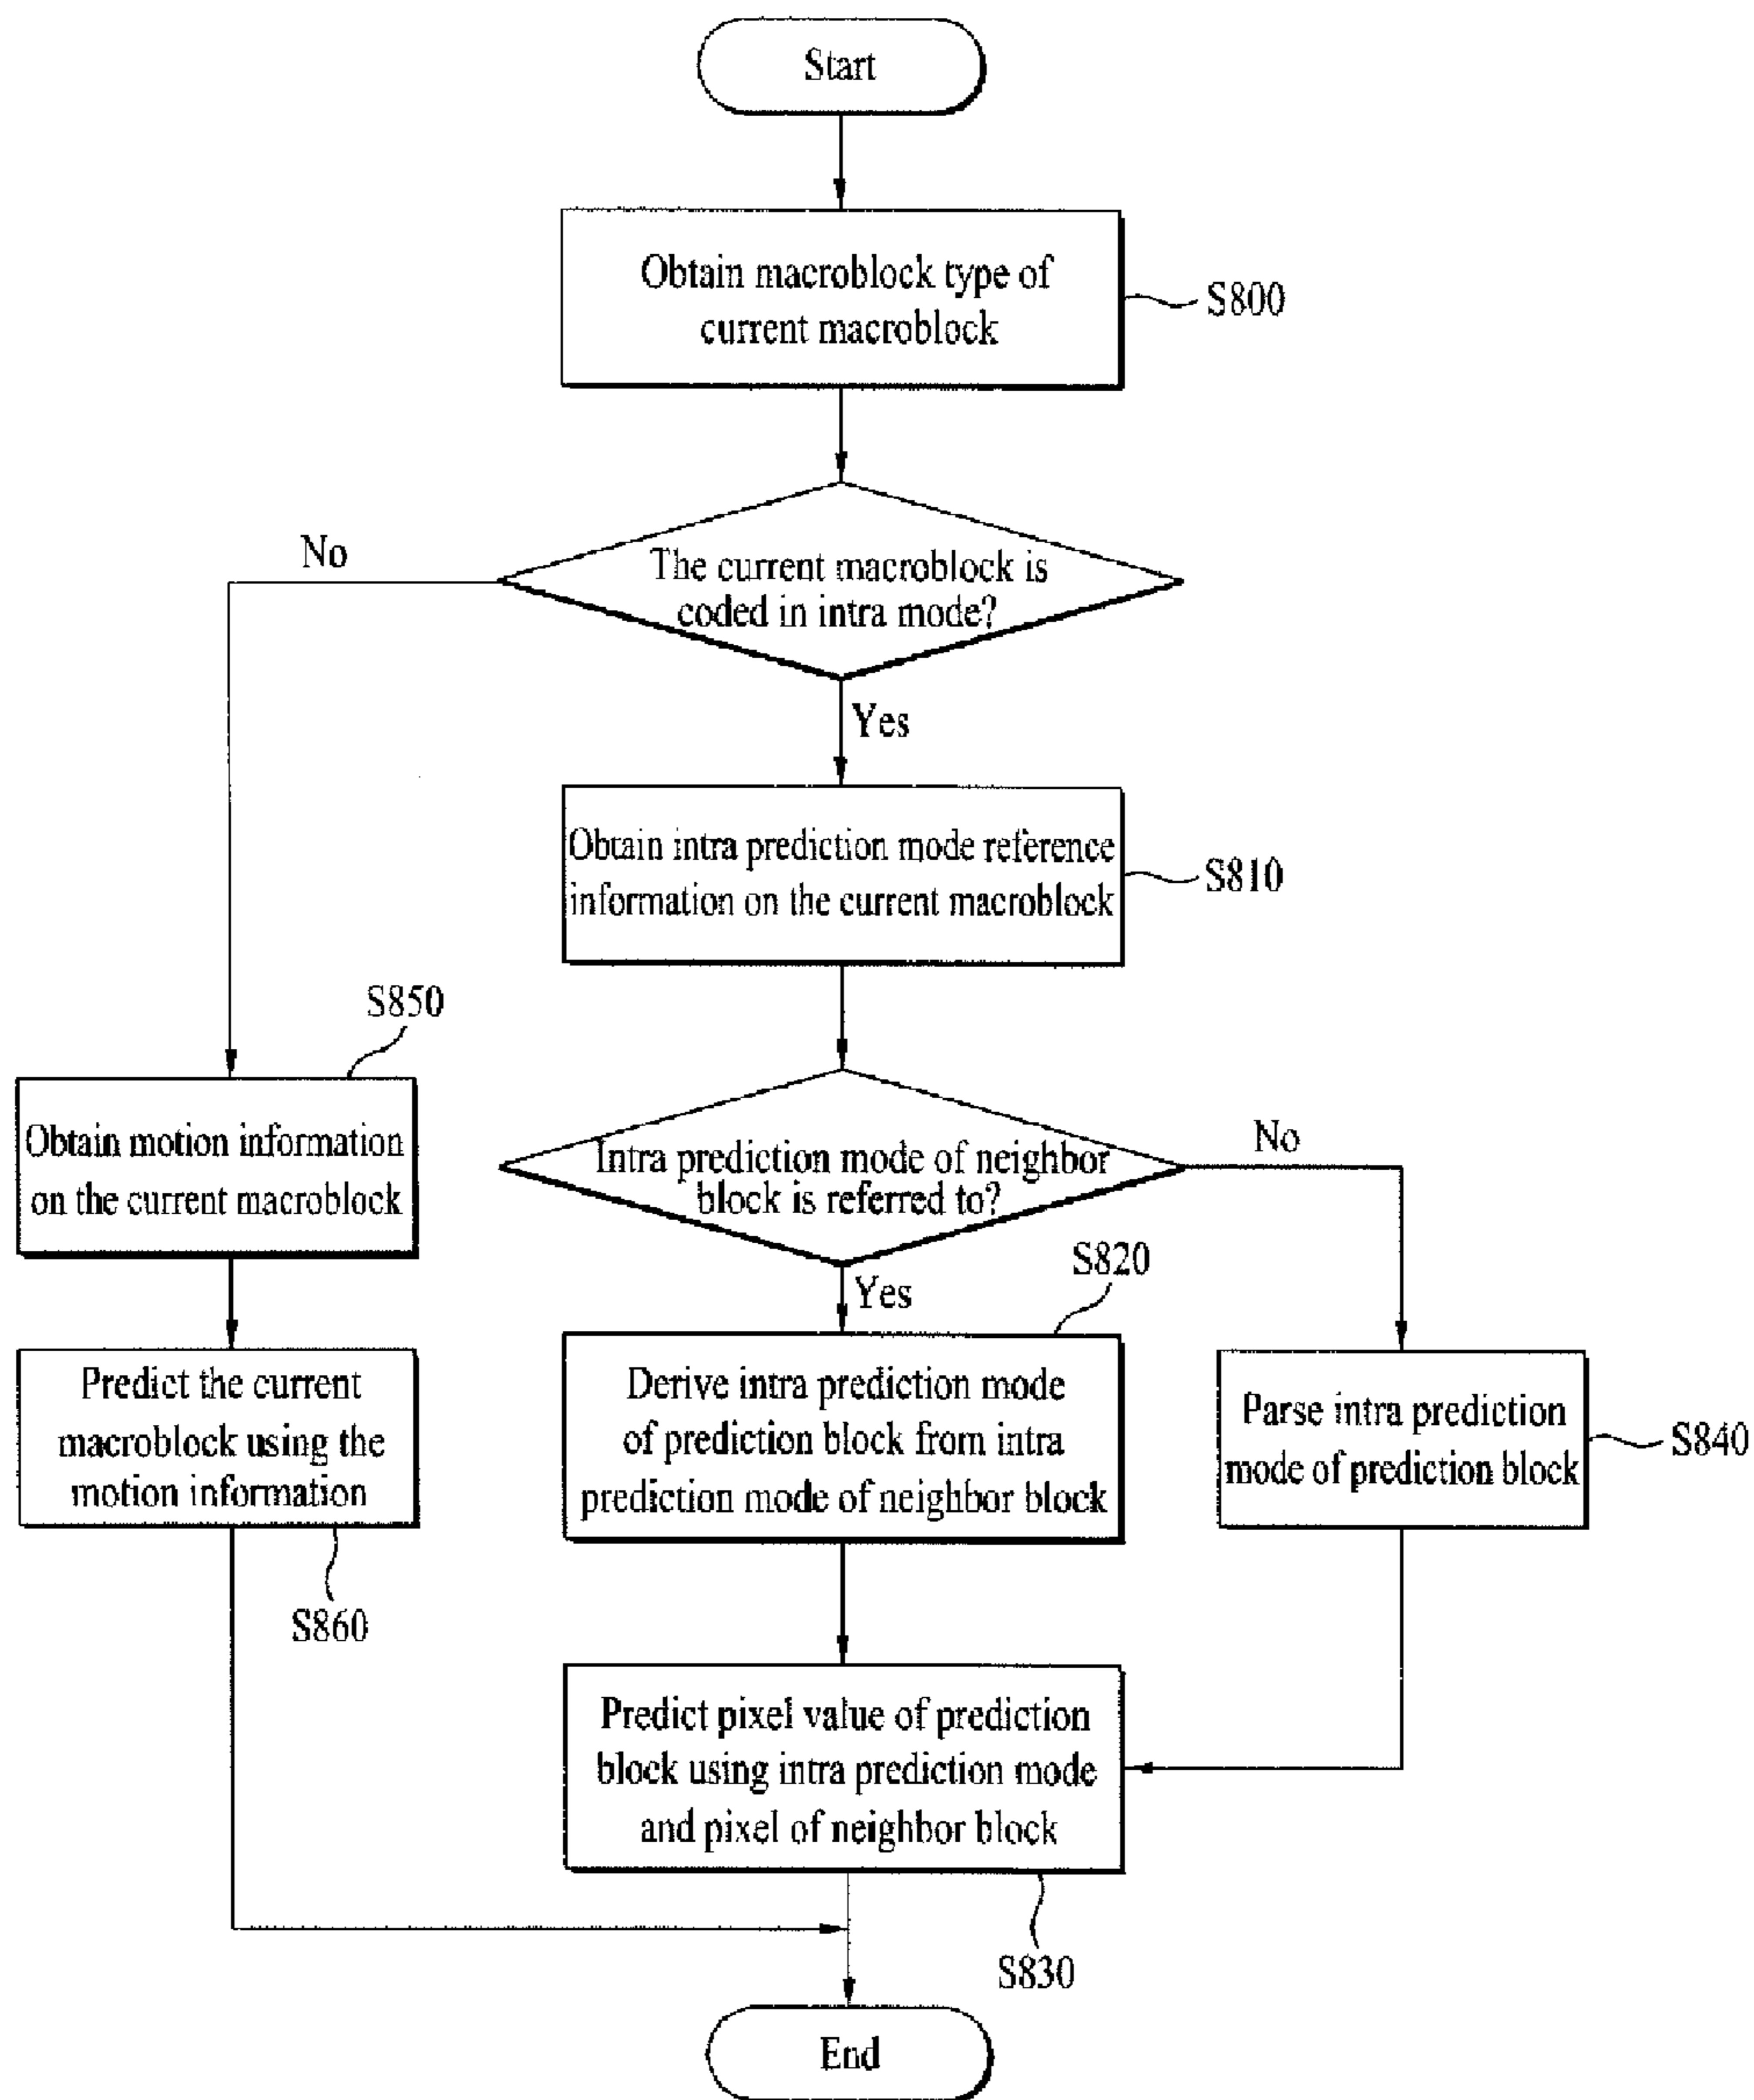 Start
Obtain macroblock type of
current macroblock
S800
No
The current macroblock is
coded in intra mode?
Yes
Obtain intra prediction mode reference
information on the current macroblock
S810
S850
Obtain motion information
on the current macroblock
Intra prediction mode of neighbor
block is referred to?
No
Yes
S820
Predict the current
macroblock using the
motion information
S860
Derive intra prediction mode
of prediction block from intra
prediction mode of neighbor block
Parse intra prediction
mode of prediction block
S840
Predict pixel value of prediction
block using intra prediction mode
and pixel of neighbor block
S830
End